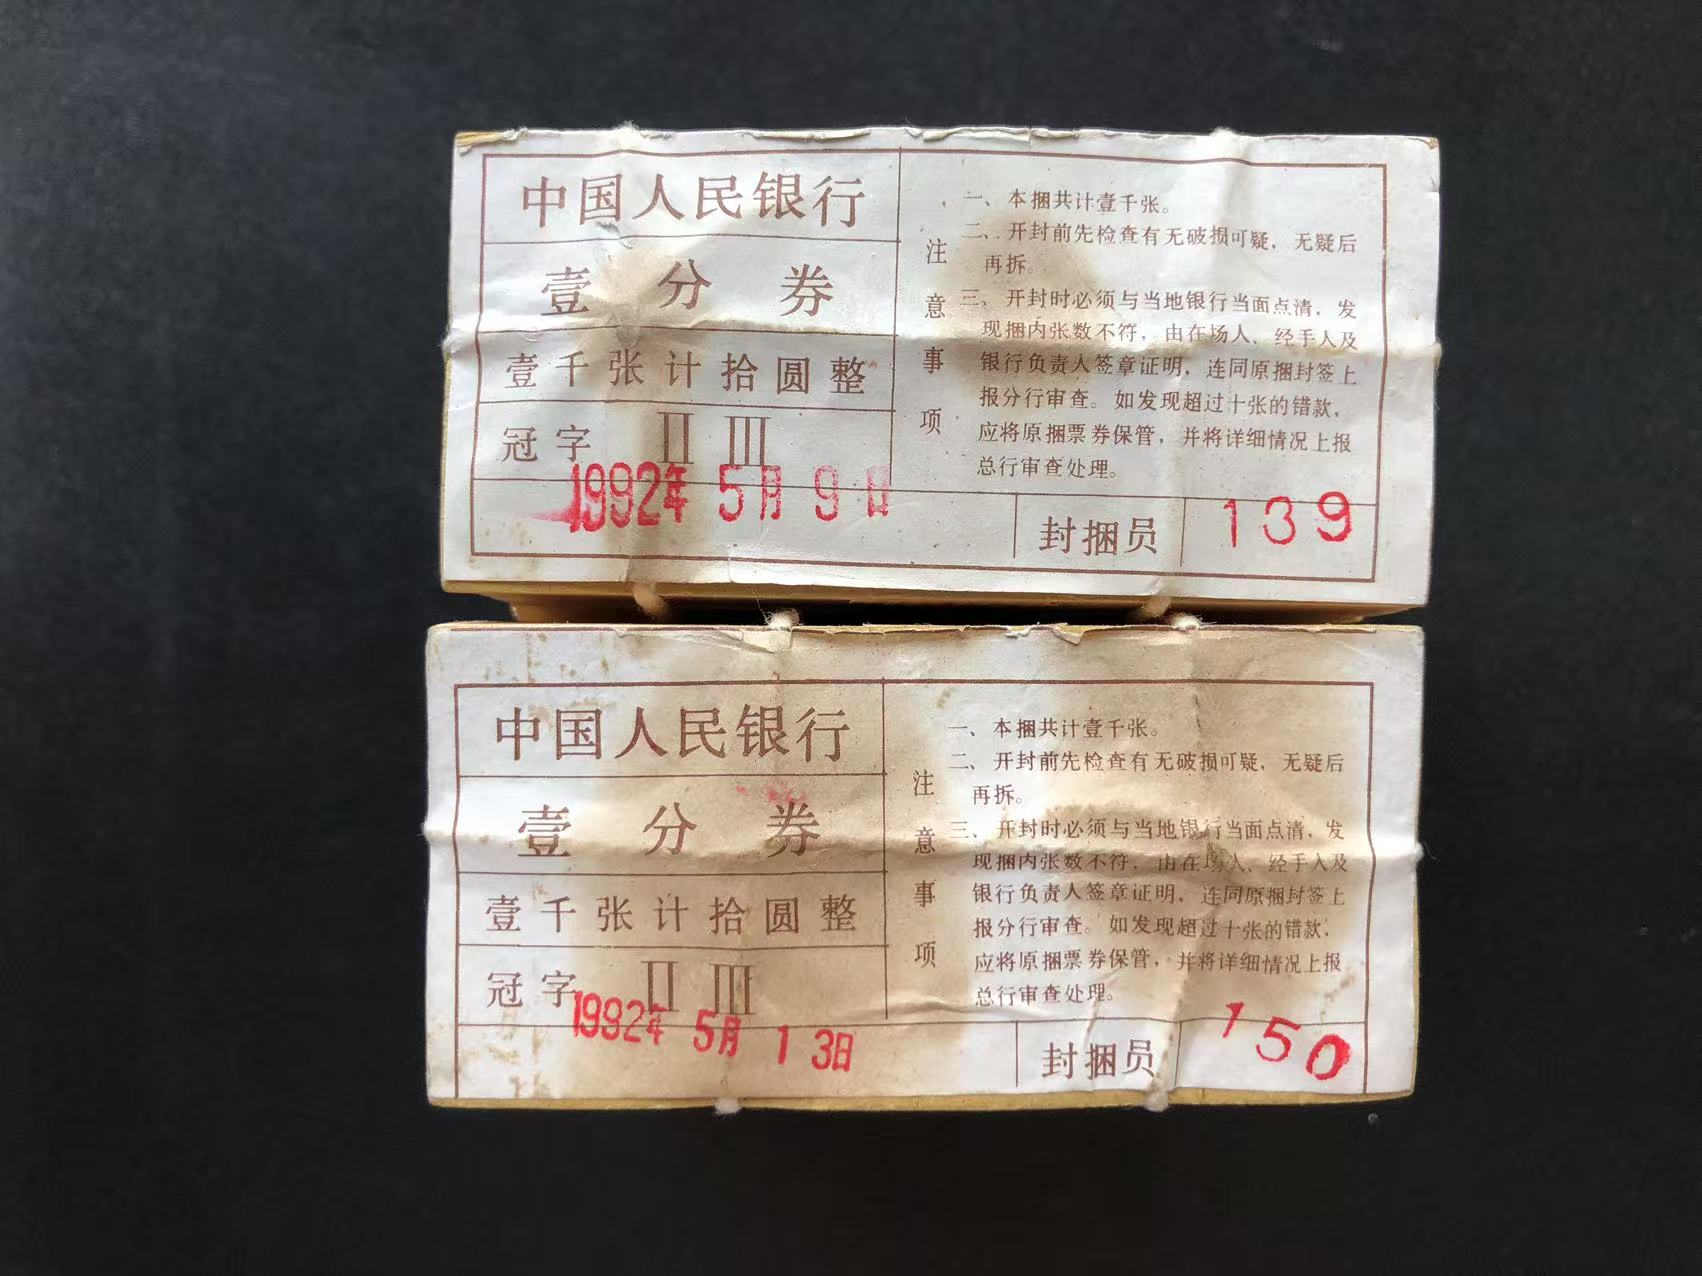 中国人民银行
壹分券
壹千张计拾圆整
冠字 II III
1992年5月9日
注意事项
一、本捆共计壹千张。
二、开封前先检查有无破损可疑，无疑后
再拆。
三、开封时必须与当地银行当面点清，发
现捆内张数不符，由在场人、经手人及
银行负责人签章证明，连同原捆封签上
报分行审查。如发现超过十张的错款，
应将原捆票券保管，并将详细情况上报
总行审查处理。
封捆员 139
中国人民银行
壹分券
壹千张计拾圆整
冠字 II III
1992年5月13日
注意事项
一、本捆共计壹千张。
二、开封前先检查有无破损可疑，无疑后
再拆。
三、开封时必须与当地银行当面点清，发
现捆内张数不符，由在场人、经手人及
银行负责人签章证明，连同原捆封签上
报分行审查。如发现超过十张的错款，
应将原捆票券保管，并将详细情况上报
总行审查处理。
封捆员 150